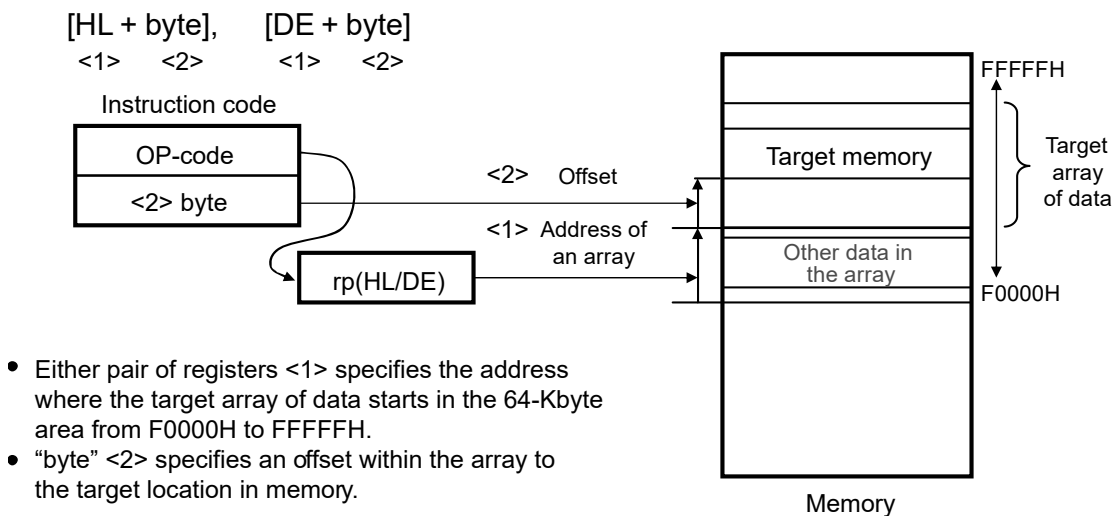 [HL + byte], [DE + byte]
<1> <2> <1> <2>
Instruction code
OP-code
<2> byte
<2> Offset
<1> Address of
an array
rp(HL/DE)
FFFFFH
Target memory
Target
array
of data
Other data in
the array
F0000H
Memory
• Either pair of registers <1> specifies the address
where the target array of data starts in the 64-Kbyte
area from F0000H to FFFFFH.
• “byte” <2> specifies an offset within the array to
the target location in memory.